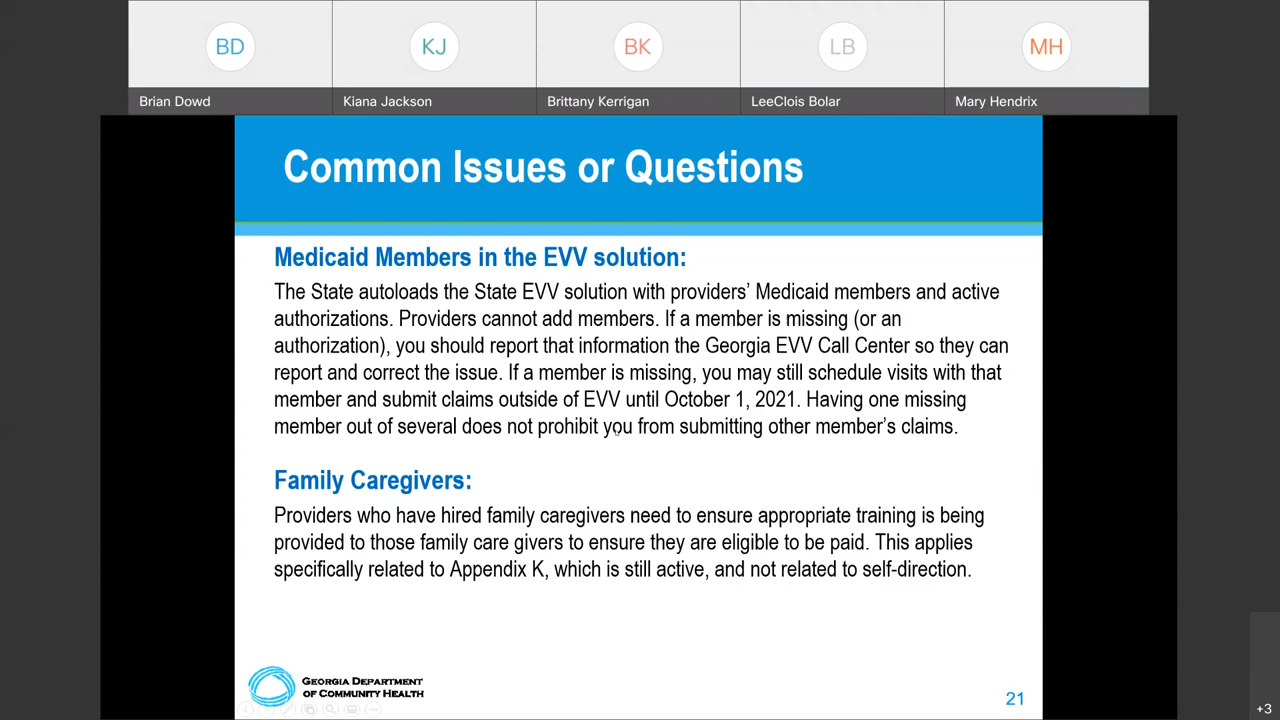 BD
KJ
BK
LB
MH
Brian Dowd
Kiana Jackson
Brittany Kerrigan
LeeClois Bolar
Mary Hendrix
Common Issues or Questions
Medicaid Members in the EVV solution:
The State autoloads the State EVV solution with providers’ Medicaid members and active
authorizations. Providers cannot add members. If a member is missing (or an
authorization), you should report that information the Georgia EVV Call Center so they can
report and correct the issue. If a member is missing, you may still schedule visits with that
member and submit claims outside of EVV until October 1, 2021. Having one missing
member out of several does not prohibit you from submitting other member’s claims.
Family Caregivers:
Providers who have hired family caregivers need to ensure appropriate training is being
provided to those family care givers to ensure they are eligible to be paid. This applies
specifically related to Appendix K, which is still active, and not related to self-direction.
GEORGIA DEPARTMENT
OF COMMUNITY HEALTH
21
+3